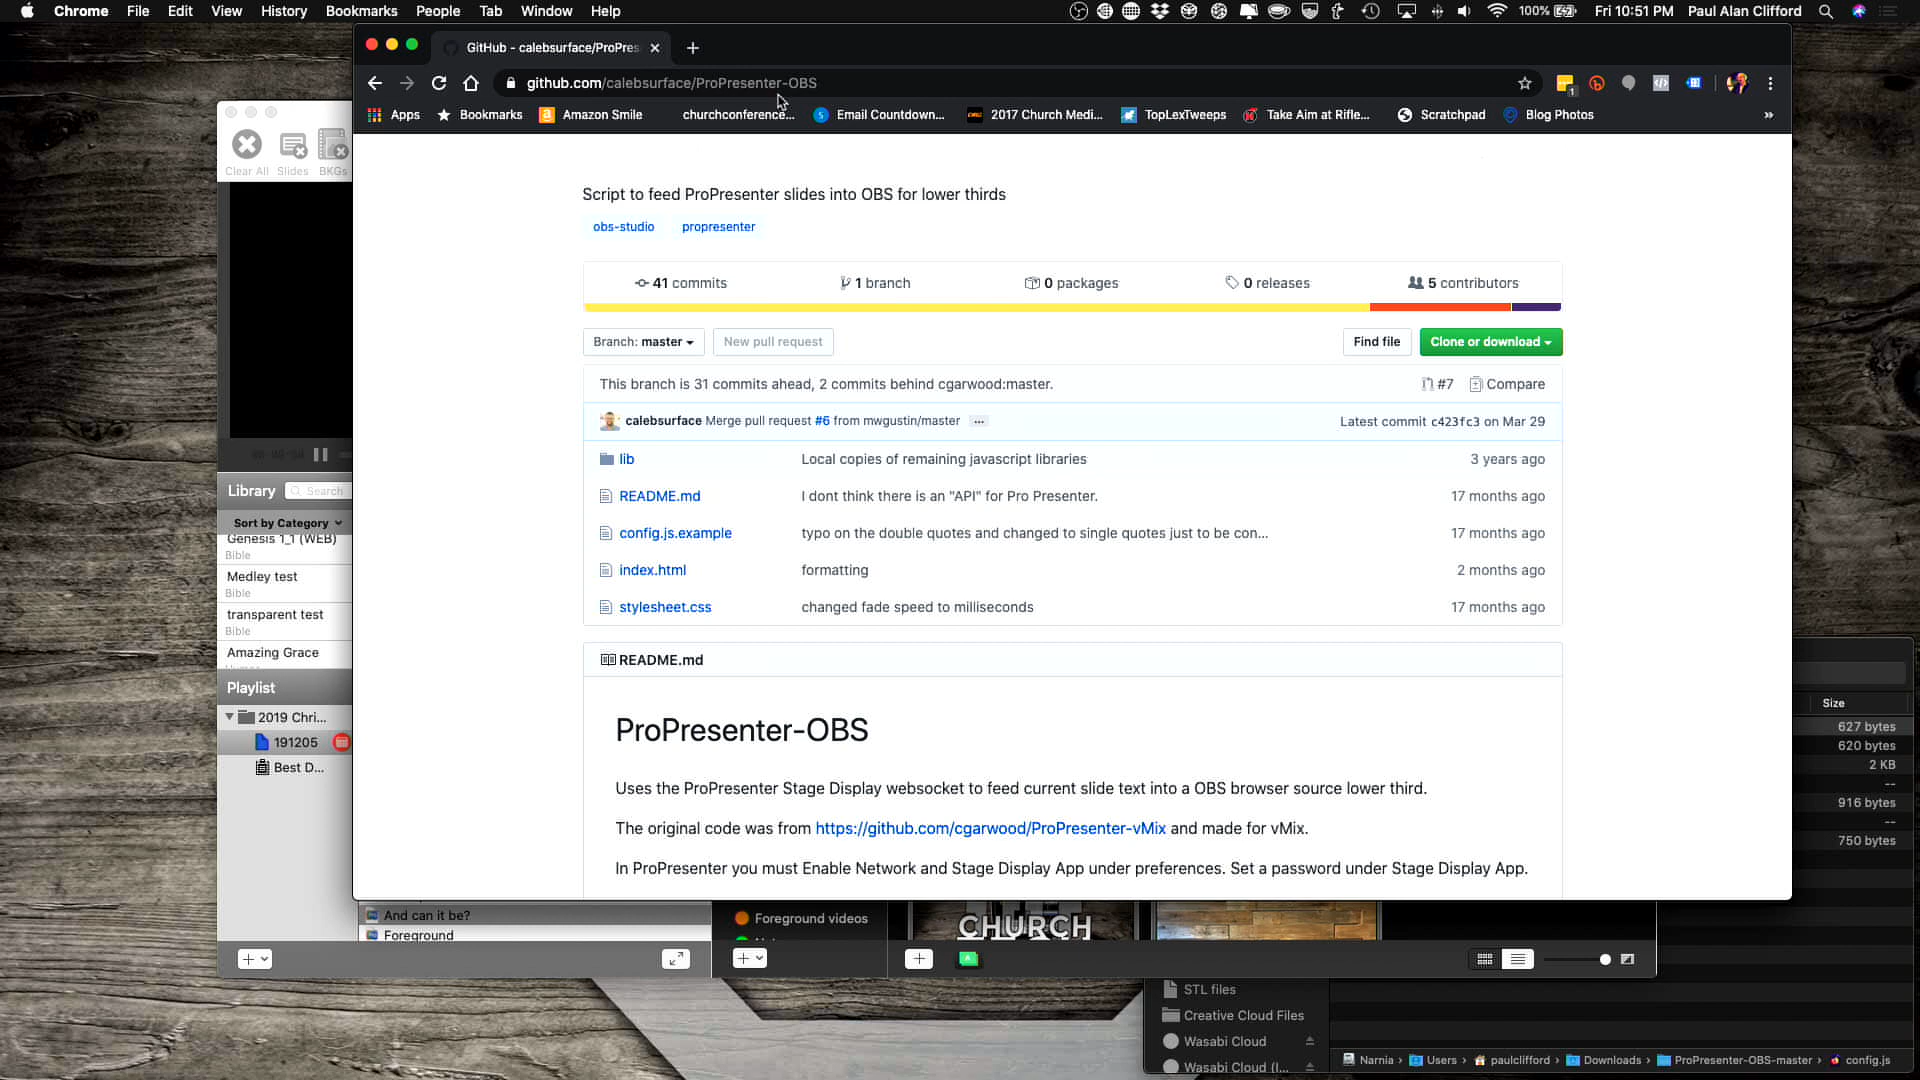 Chrome File Edit View History Bookmarks People Tab Window Help
100% Fri 10:51 PM Paul Alan Clifford
GitHub - calebsurface/ProPres
github.com/calebsurface/ProPresenter-OBS
1
Apps Bookmarks Amazon Smile churchconference... Email Countdown... 2017 Church Medi... TopLexTweeps Take Aim at Rifle... Scratchpad Blog Photos »
Clear All Slides BKGs
Script to feed ProPresenter slides into OBS for lower thirds
obs-studio propresenter
41 commits 1 branch 0 packages 0 releases 5 contributors
Branch: master New pull request Find file Clone or download
This branch is 31 commits ahead, 2 commits behind cgarwood:master. #7 Compare
calebsurface Merge pull request #6 from mwgustin/master ... Latest commit c423fc3 on Mar 29
lib Local copies of remaining javascript libraries 3 years ago
README.md I dont think there is an "API" for Pro Presenter. 17 months ago
config.js.example typo on the double quotes and changed to single quotes just to be con... 17 months ago
index.html formatting 2 months ago
stylesheet.css changed fade speed to milliseconds 17 months ago
README.md
ProPresenter-OBS
Uses the ProPresenter Stage Display websocket to feed current slide text into a OBS browser source lower third.
The original code was from https://github.com/cgarwood/ProPresenter-vMix and made for vMix.
In ProPresenter you must Enable Network and Stage Display App under preferences. Set a password under Stage Display App.
Library Search
Sort by Category
Genesis 1_1 (WEB)
Bible
Medley test
Bible
transparent test
Bible
Amazing Grace
Playlist
2019 Chri...
191205
Best D...
And can it be?
Foreground
Foreground videos
CHURCH
Size
627 bytes
620 bytes
2 KB
--
916 bytes
--
750 bytes
STL files
Creative Cloud Files
Wasabi Cloud
Wasabi Cloud (I...
Narnia › Users › paulclifford › Downloads › ProPresenter-OBS-master › config.js